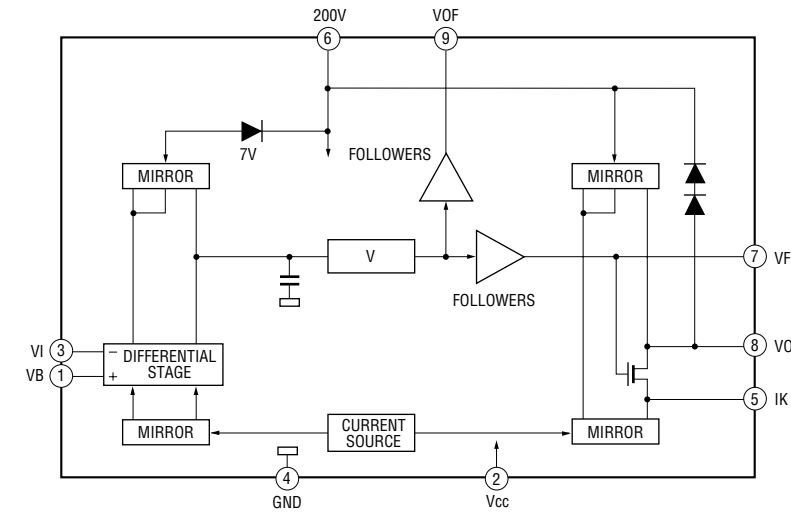 200V
VOF
6
9
FOLLOWERS
7V
MIRROR
MIRROR
V
7
VF
FOLLOWERS
VI
3
−
DIFFERENTIAL
STAGE
VB
1
+
8
VO
5
IK
MIRROR
CURRENT
SOURCE
MIRROR
4
GND
2
Vcc